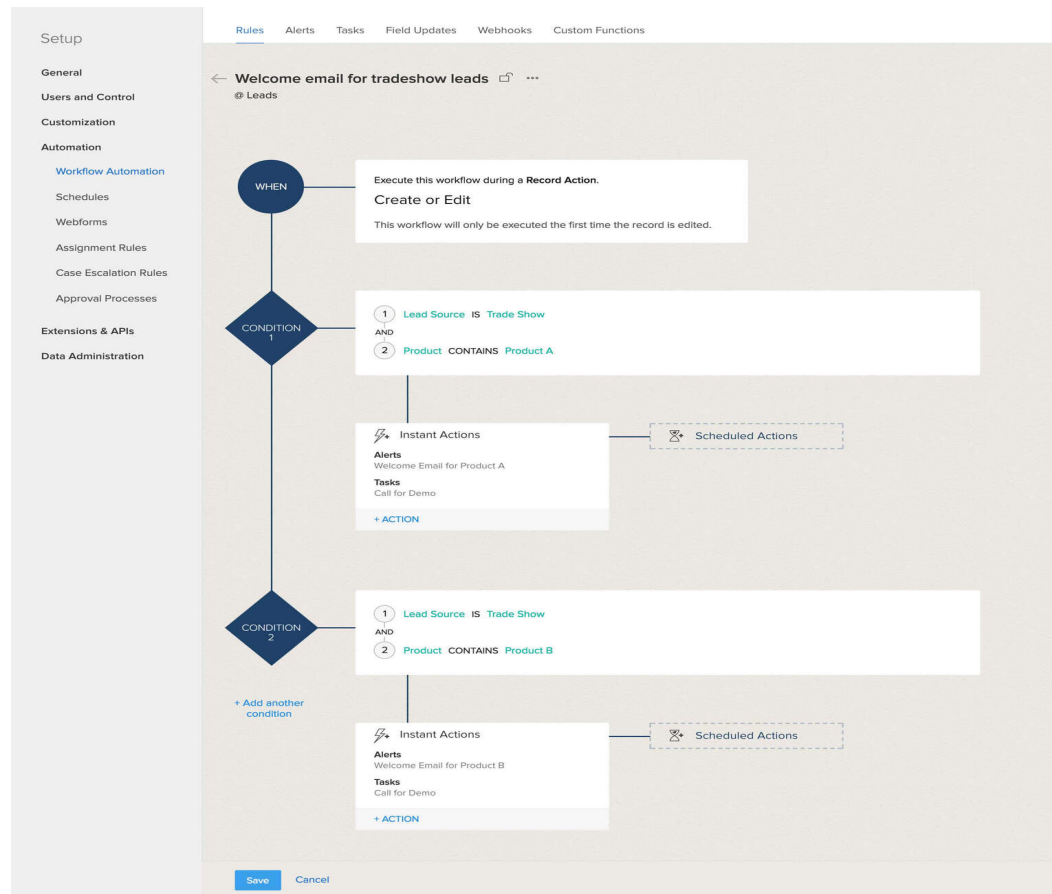 Setup
General
Users and Control
Customization
Automation
Workflow Automation
Schedules
Webforms
Assignment Rules
Case Escalation Rules
Approval Processes
Extensions & APIs
Data Administration
Rules Alerts Tasks Field Updates Webhooks Custom Functions
Welcome email for tradeshow leads
@ Leads
WHEN
Execute this workflow during a Record Action.
Create or Edit
This workflow will only be executed the first time the record is edited.
CONDITION
1
1 Lead Source IS Trade Show
AND
2 Product CONTAINS Product A
Instant Actions
Alerts
Welcome Email for Product A
Tasks
Call for Demo
+ ACTION
Scheduled Actions
CONDITION
2
1 Lead Source IS Trade Show
AND
2 Product CONTAINS Product B
+ Add another
condition
Instant Actions
Alerts
Welcome Email for Product B
Tasks
Call for Demo
+ ACTION
Scheduled Actions
Save Cancel